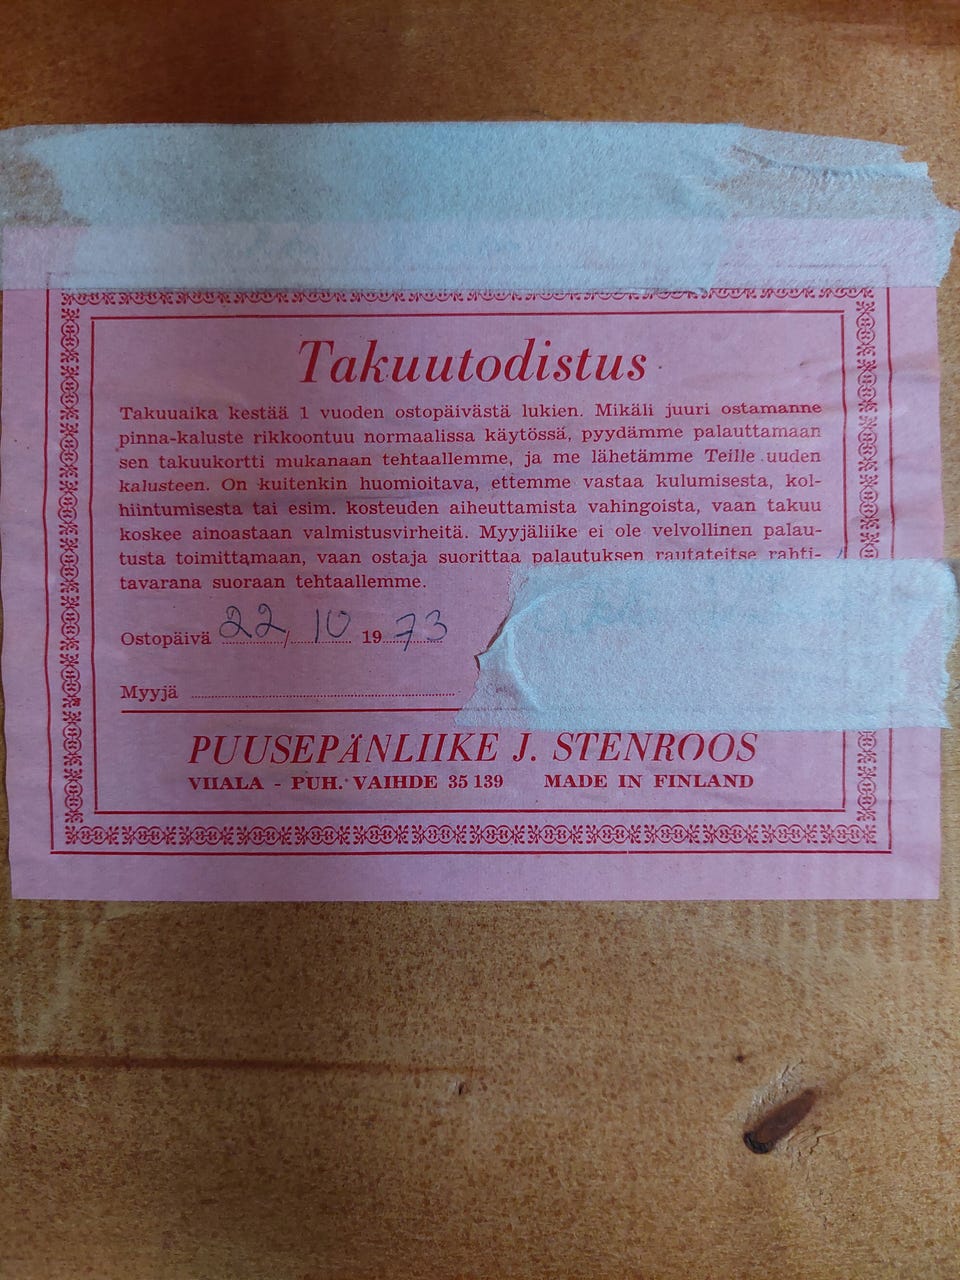 Takuutodistus
Takuuaika kestää 1 vuoden ostopäivästä lukien. Mikäli juuri ostamanne
pinna-kaluste rikkoontuu normaalissa käytössä, pyydämme palauttamaan
sen takuukortti mukanaan tehtaallemme, ja me lähetämme Teille uuden
kalusteen. On kuitenkin huomioitava, ettemme vastaa kulumisesta, kol-
hiintumisesta tai esim. kosteuden aiheuttamista vahingoista, vaan takuu
koskee ainoastaan valmistusvirheitä. Myyjäliike ei ole velvollinen palau-
tusta toimittamaan, vaan ostaja suorittaa palautuksen rautateitse rahti-
tavarana suoraan tehtaallemme.
Ostopäivä 22/10 1973
Myyjä
PUUSEPÄNLIIKE J. STENROOS
VIIALA - PUH. VAIHDE 35 139 MADE IN FINLAND